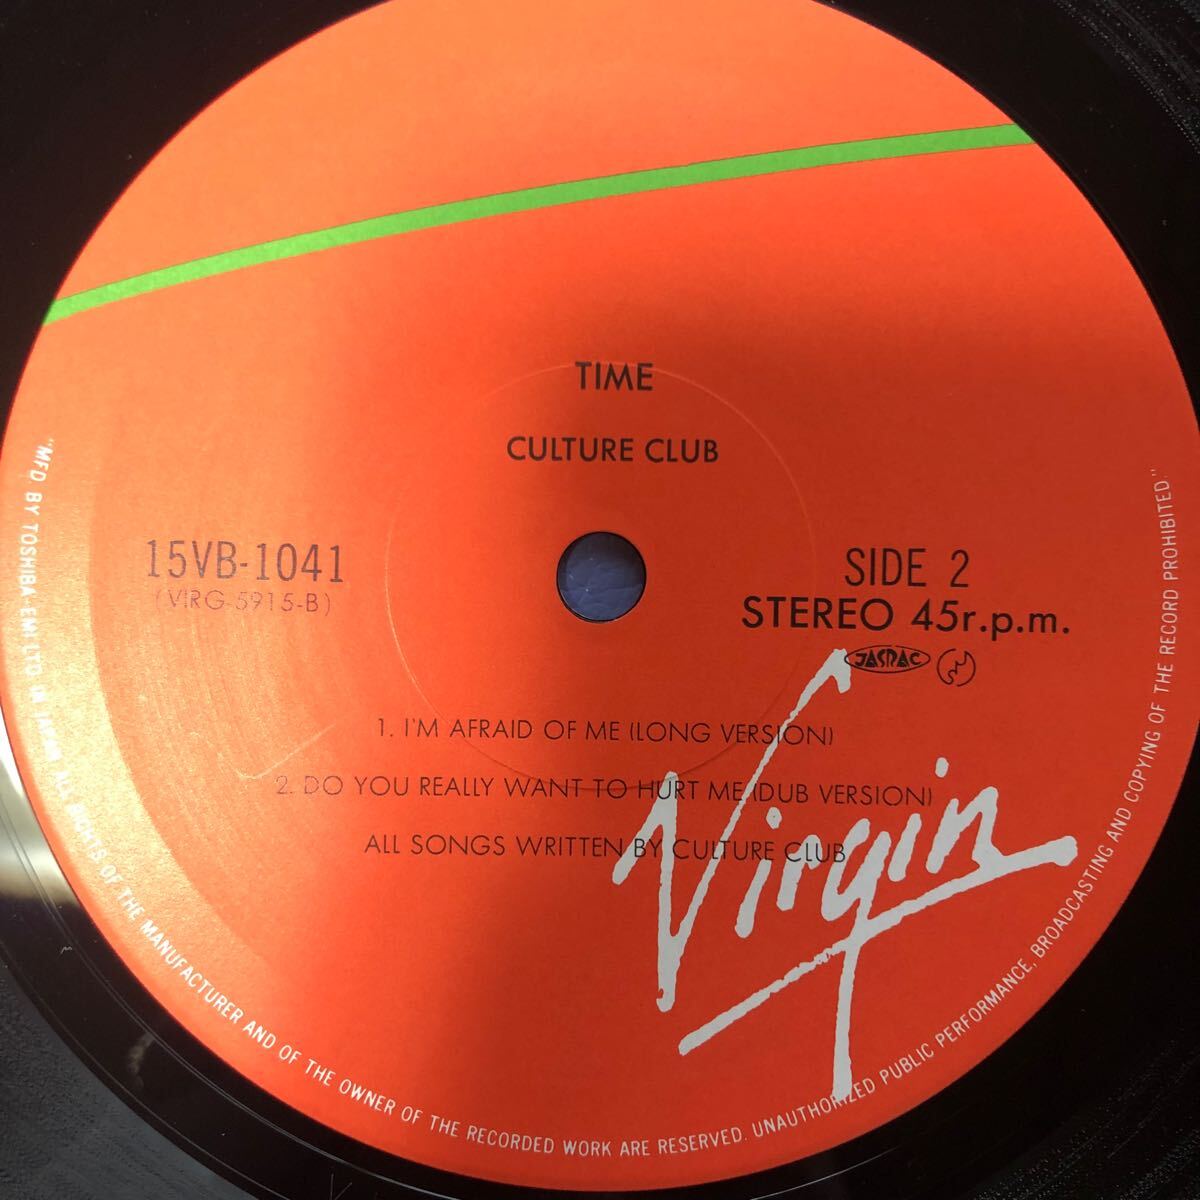 TIME
CULTURE CLUB
15VB-1041
(VIRG-5915-B)
SIDE 2
STEREO 45r.p.m.
JASRAC
1. I'M AFRAID OF ME (LONG VERSION)
2. DO YOU REALLY WANT TO HURT ME (DUB VERSION)
ALL SONGS WRITTEN BY CULTURE CLUB
Virgin
"MFD BY TOSHIBA-EMI LTD IN JAPAN ALL RIGHTS OF THE MANUFACTURER AND OF THE OWNER OF THE RECORDED WORK ARE RESERVED. UNAUTHORIZED PUBLIC PERFORMANCE, BROADCASTING AND COPYING OF THE RECORD PROHIBITED."